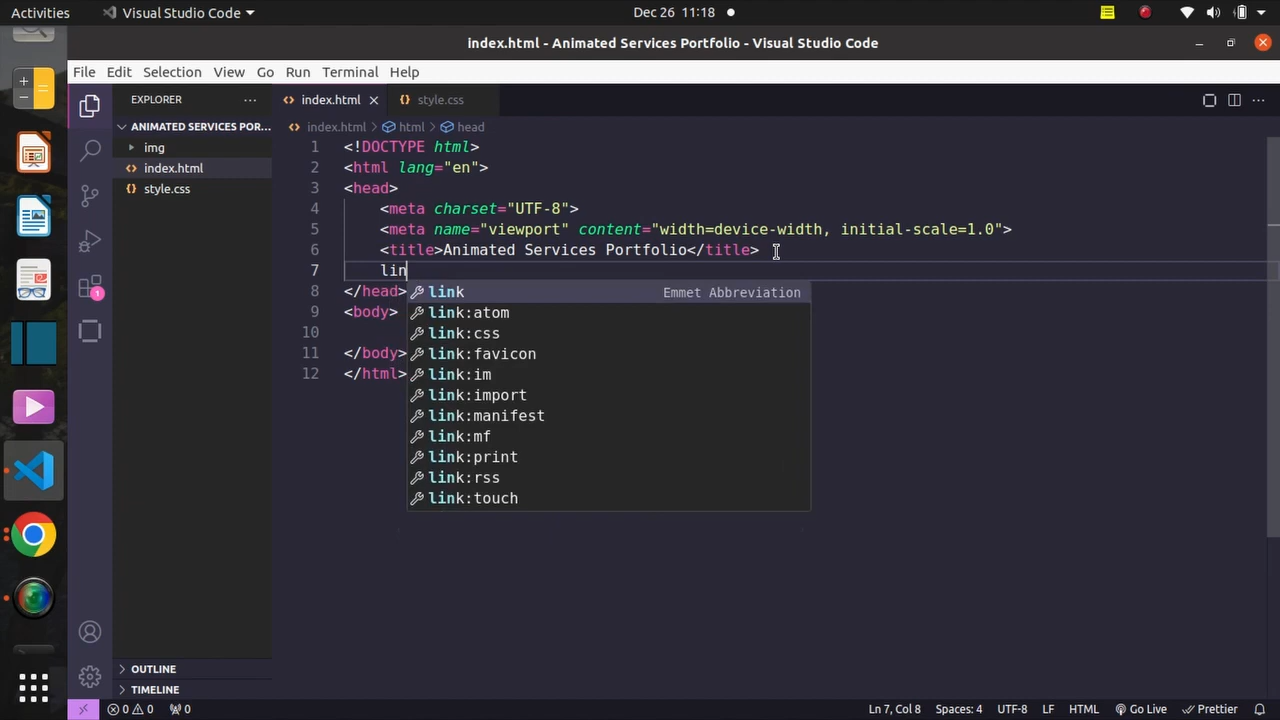 Activities Visual Studio Code Dec 26 11:18
index.html - Animated Services Portfolio - Visual Studio Code
File Edit Selection View Go Run Terminal Help
EXPLORER ··· index.html style.css ···
ANIMATED SERVICES POR...
img
index.html
style.css
index.html > html > head
1 <!DOCTYPE html>
2 <html lang="en">
3 <head>
4 <meta charset="UTF-8">
5 <meta name="viewport" content="width=device-width, initial-scale=1.0">
6 <title>Animated Services Portfolio</title>
7 lin
8 </head>
9 <body>
10
11 </body>
12 </html>
link Emmet Abbreviation
link:atom
link:css
link:favicon
link:im
link:import
link:manifest
link:mf
link:print
link:rss
link:touch
1
OUTLINE
TIMELINE
0 0 0 Ln 7, Col 8 Spaces: 4 UTF-8 LF HTML Go Live Prettier